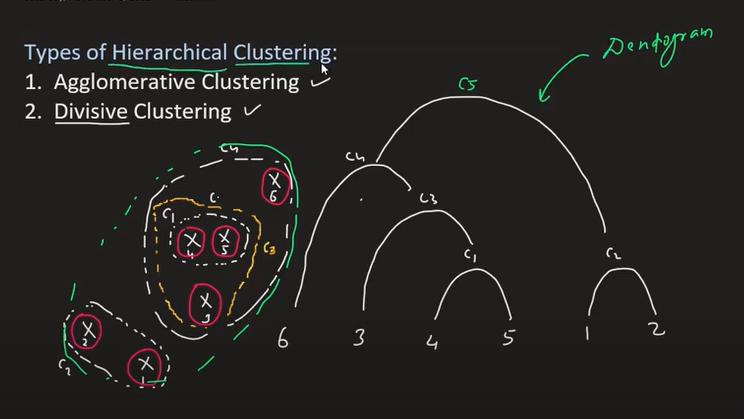 Types of Hierarchical Clustering:
1. Agglomerative Clustering
2. Divisive Clustering
Dendogram
C5
C4
C3
C1
C2
6 3 4 5 1 2
C4
X 6
C1
X 4 X 5
C3
X 3
X 2
X 1
C2